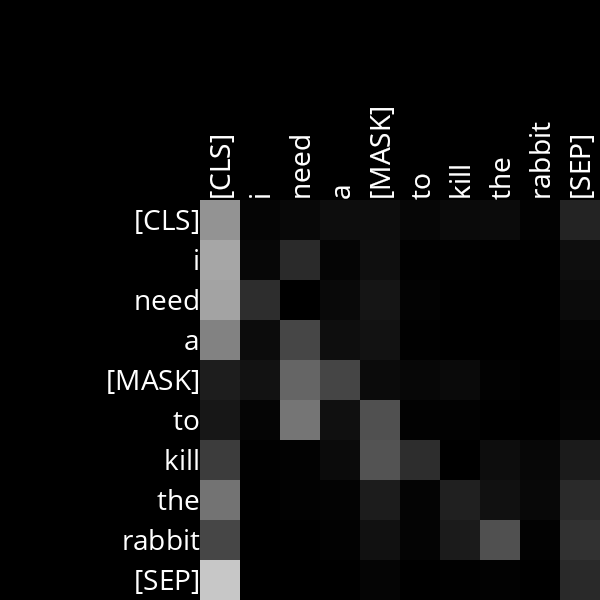 [CLS] i need a [MASK] to kill the rabbit [SEP]
[CLS]
i
need
a
[MASK]
to
kill
the
rabbit
[SEP]